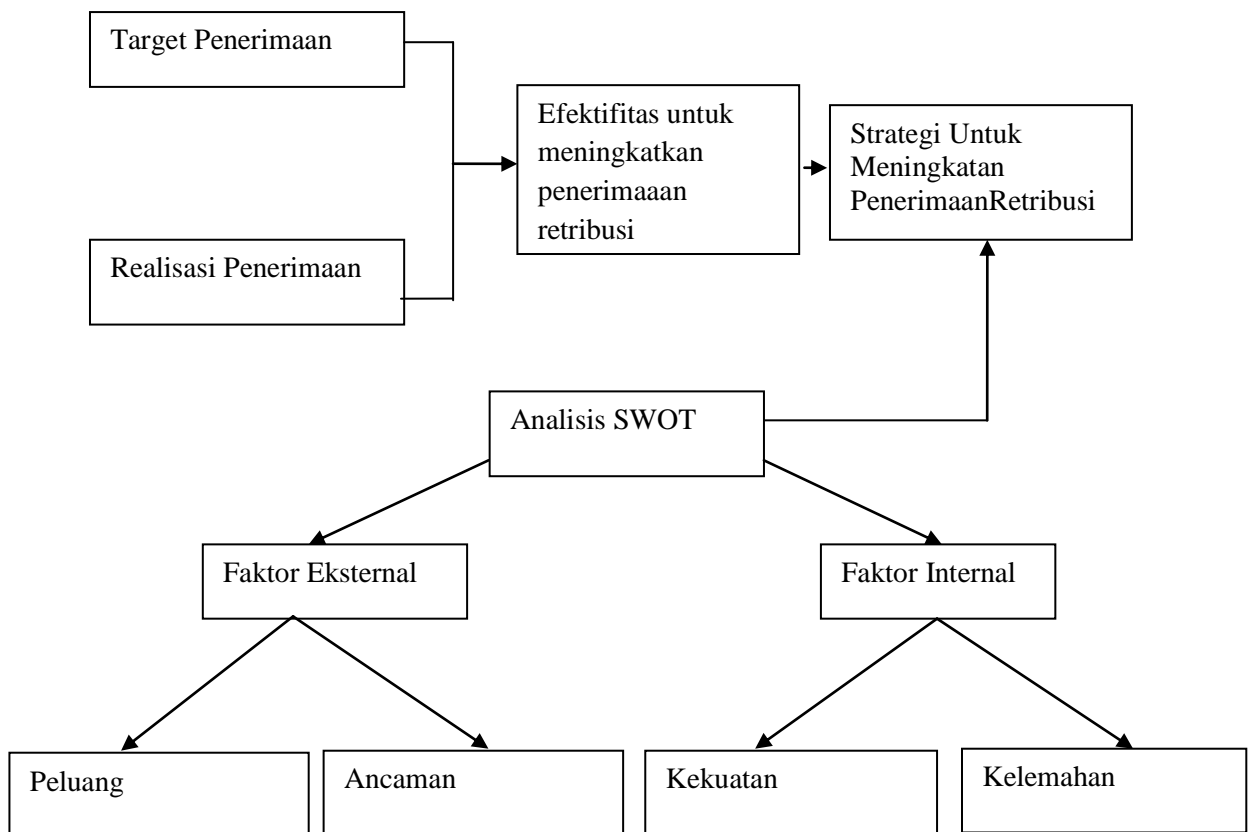 Target Penerimaan
Efektifitas untuk
meningkatkan
penerimaaan
retribusi
Strategi Untuk
Meningkatan
PenerimaanRetribusi
Realisasi Penerimaan
Analisis SWOT
Faktor Eksternal
Faktor Internal
Peluang
Ancaman
Kekuatan
Kelemahan